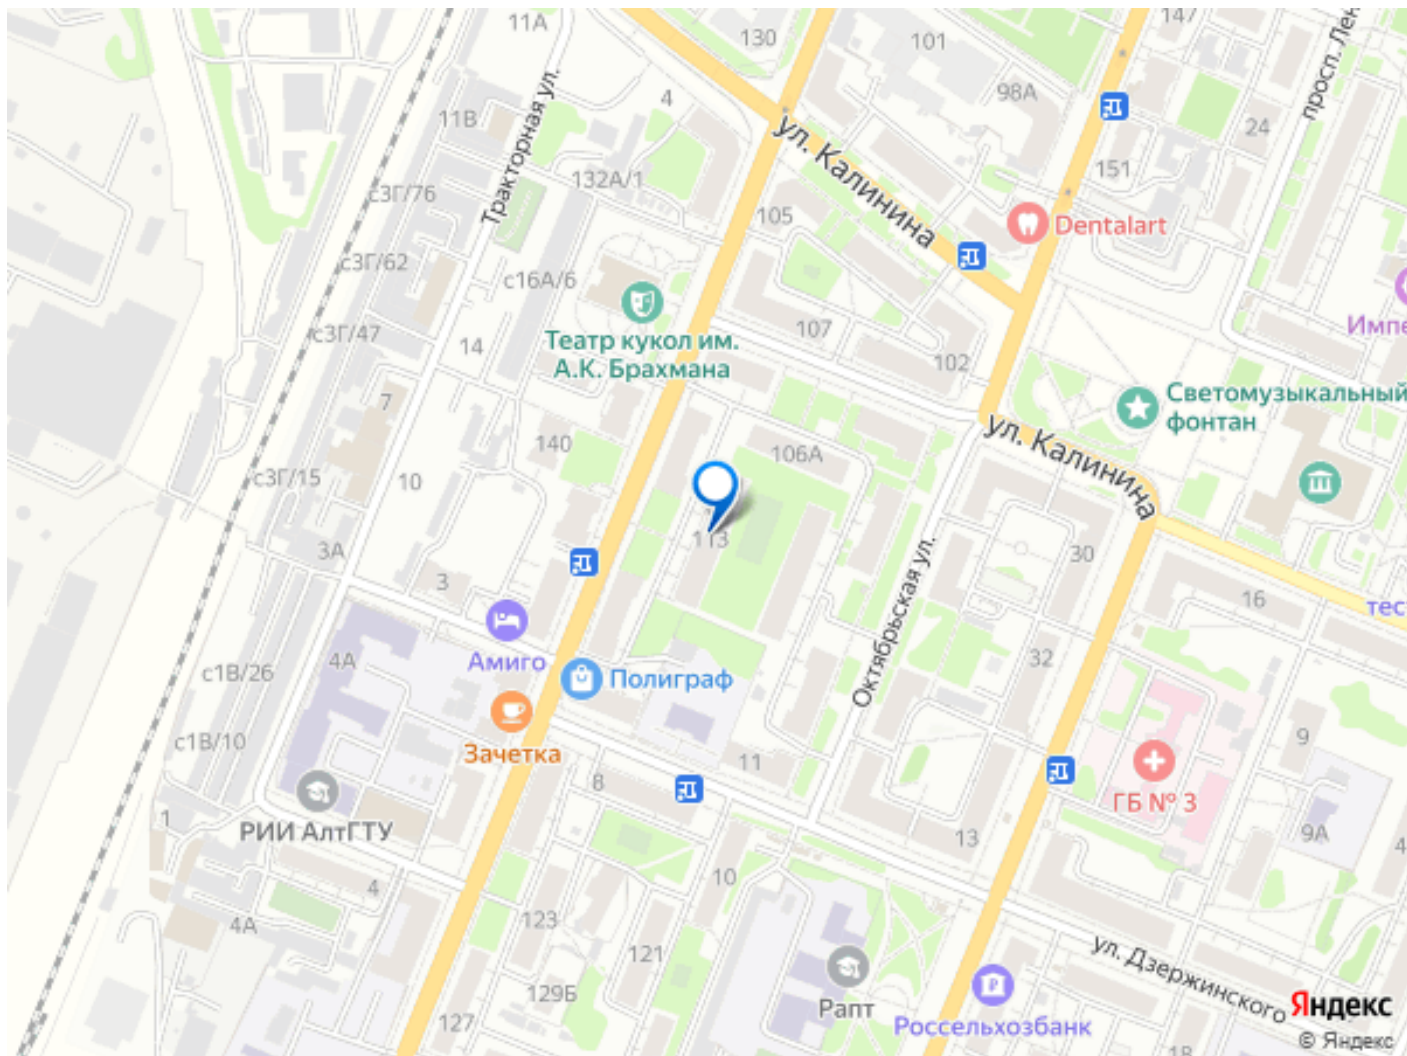 11А
130
147
101
просп. Лен
98А
4
11В
ул. Калинина
24
Тракторная ул.
132А/1
151
с3Г/76
105
Dentalart
с3Г/62
с16А/6
Импе
107
с3Г/47
Театр кукол им.
А.К. Брахмана
14
102
Светомузыкальный
фонтан
7
ул. Калинина
140
106А
с3Г/15
10
113
3А
30
3
Октябрьская ул.
16
тес
Амиго
4А
32
с1В/26
Полиграф
с1В/10
Зачетка
9
11
8
ГБ № 3
1
РИИ АлтГТУ
13
9А
4
10
4
4А
123
121
ул. Дзержинского
129Б
Рапт
127
Россельхозбанк
18
Яндекс
© Яндекс